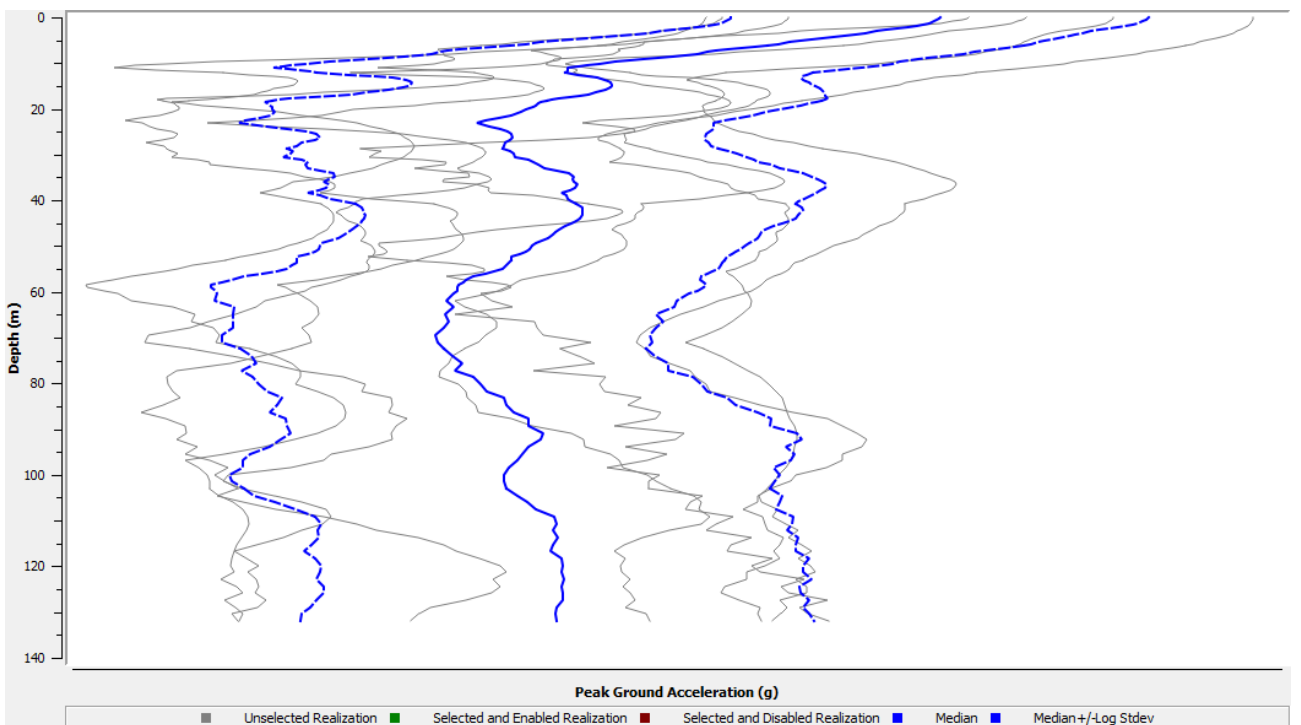 0
20
40
60
80
100
120
140
Depth (m)
Peak Ground Acceleration (g)
Unselected Realization Selected and Enabled Realization Selected and Disabled Realization Median Median+/-Log Stdev